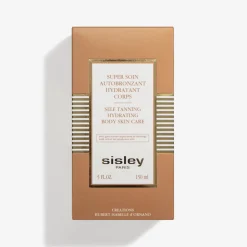 SUPER SOIN
AUTOBRONZANT
HYDRATANT
CORPS
SELF TANNING
HYDRATING
BODY SKIN CARE
sisley
PARIS
5 FL.OZ. 150 ml
CREATIONS
HUBERT ISABELLE D'ORNANO